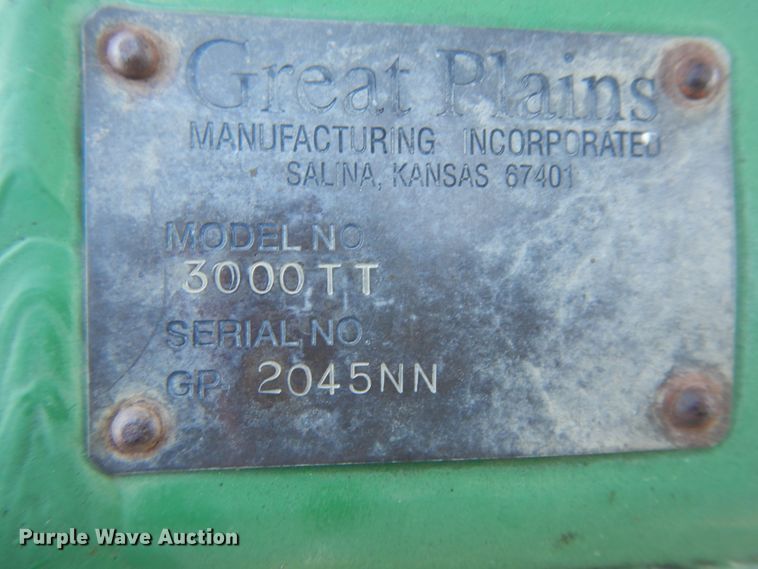 Great Plains
MANUFACTURING INCORPORATED
SALINA, KANSAS 67401
MODEL NO
3000TT
SERIAL NO.
GP 2045NN
Purple Wave Auction